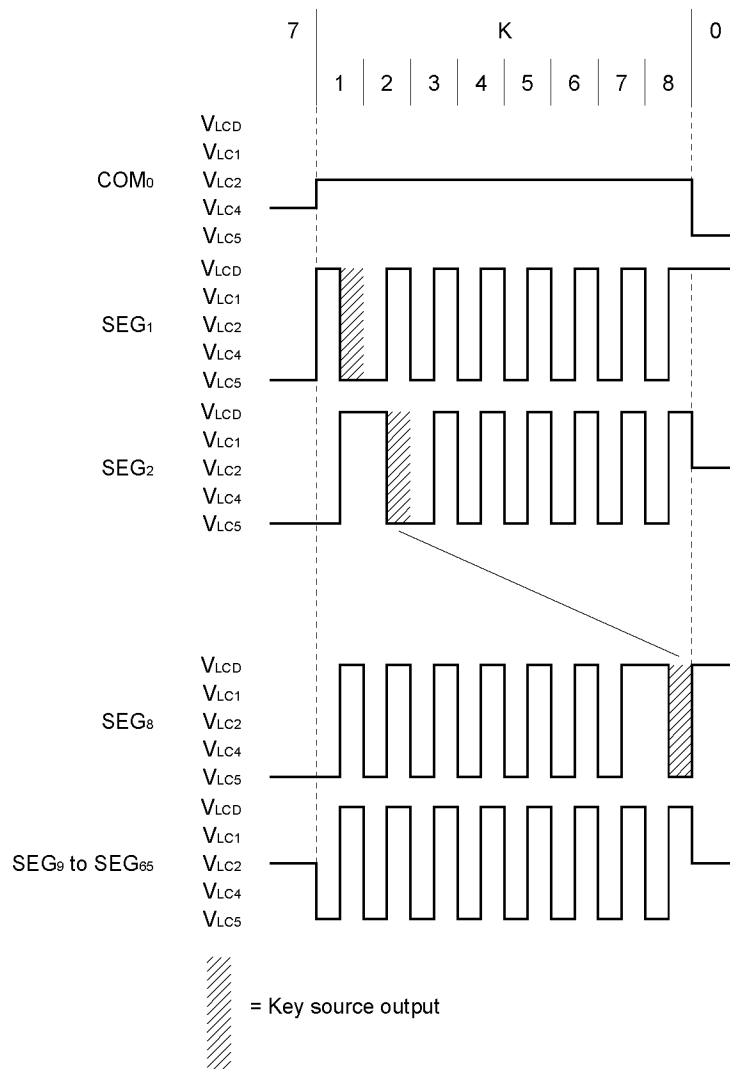 7 K 0
1 2 3 4 5 6 7 8
VLCD
VLC1
COM0 VLC2
VLC4
VLC5
VLCD
VLC1
SEG1 VLC2
VLC4
VLC5
VLCD
VLC1
SEG2 VLC2
VLC4
VLC5
VLCD
VLC1
SEG8 VLC2
VLC4
VLC5
VLCD
VLC1
SEG9 to SEG65 VLC2
VLC4
VLC5
= Key source output